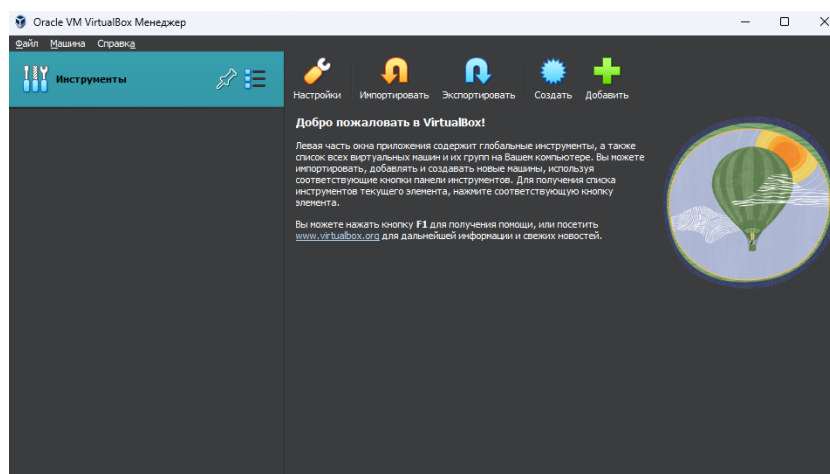 Oracle VM VirtualBox Менеджер
Файл Машина Справка
Инструменты
Настройки Импортировать Экспортировать Создать Добавить
Добро пожаловать в VirtualBox!
Левая часть окна приложения содержит глобальные инструменты, а также
список всех виртуальных машин и их групп на Вашем компьютере. Вы можете
импортировать, добавлять и создавать новые машины, используя
соответствующие кнопки панели инструментов. Для получения списка
инструментов текущего элемента, нажмите соответствующую кнопку
элемента.
Вы можете нажать кнопку F1 для получения помощи, или посетить
www.virtualbox.org для дальнейшей информации и свежих новостей.